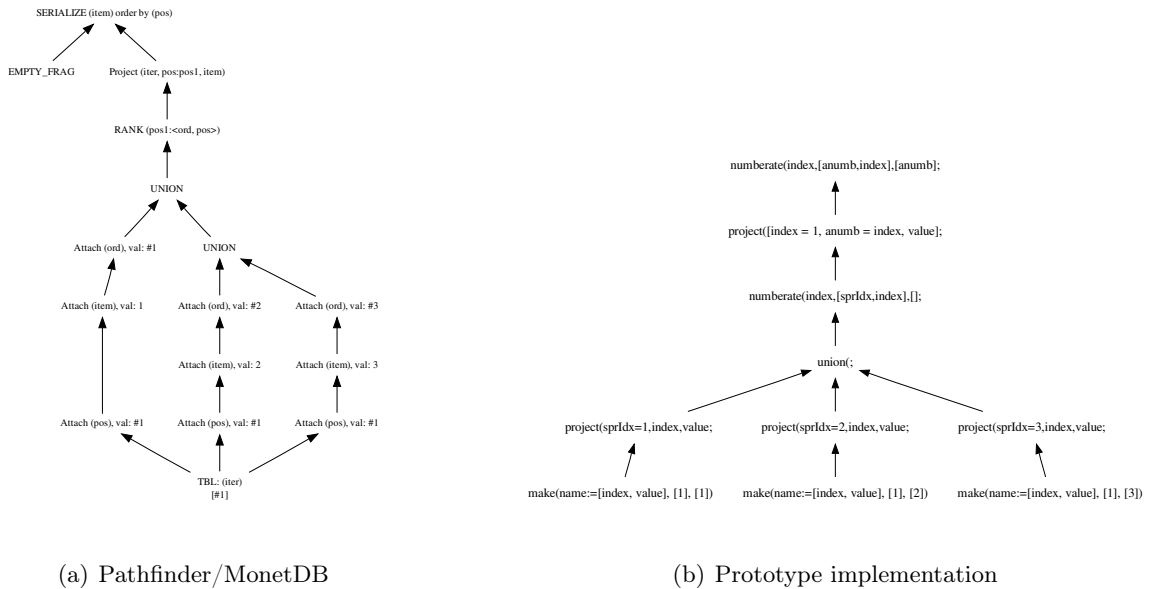 SERIALIZE (item) order by (pos)
EMPTY_FRAG
Project (iter, pos:pos1, item)
RANK (pos1:<ord, pos>)
UNION
Attach (ord), val: #1
UNION
Attach (item), val: 1
Attach (ord), val: #2
Attach (ord), val: #3
Attach (item), val: 2
Attach (item), val: 3
Attach (pos), val: #1
Attach (pos), val: #1
Attach (pos), val: #1
TBL: (iter)
[#1]
(a) Pathfinder/MonetDB
numberate(index,[anumb,index],[anumb];
project([index = 1, anumb = index, value];
numberate(index,[sprIdx,index],[];
union(;
project(sprIdx=1,index,value;
project(sprIdx=2,index,value;
project(sprIdx=3,index,value;
make(name:=[index, value], [1], [1])
make(name:=[index, value], [1], [2])
make(name:=[index, value], [1], [3])
(b) Prototype implementation